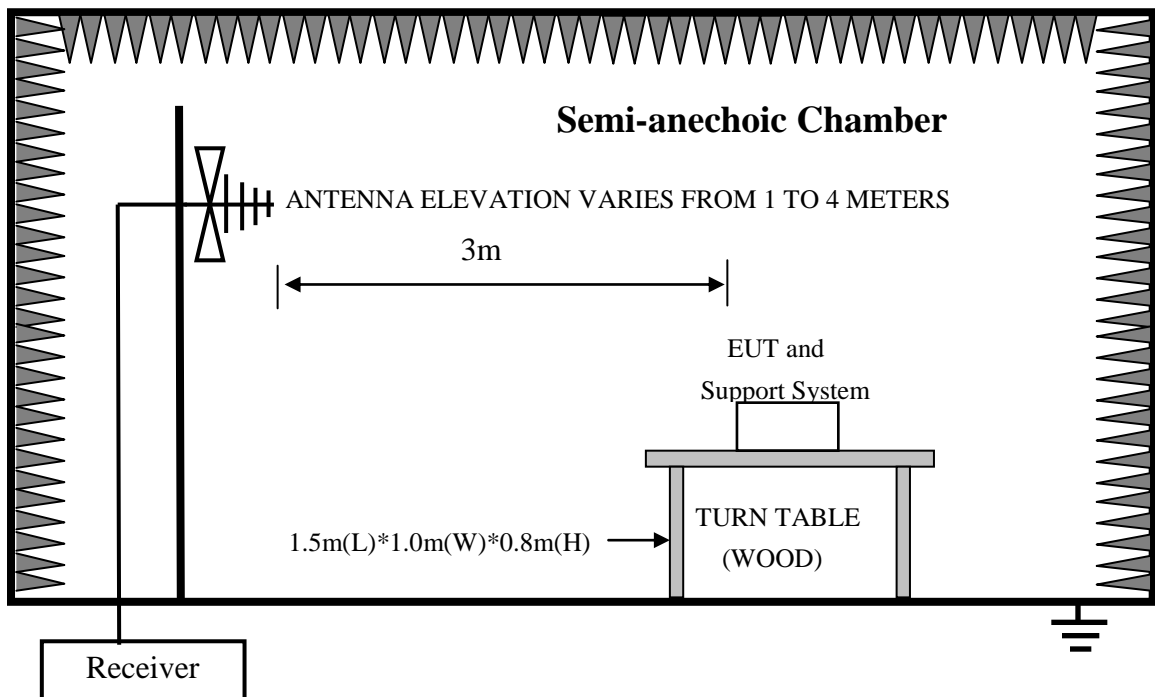 Semi-anechoic Chamber
ANTENNA ELEVATION VARIES FROM 1 TO 4 METERS
3m
EUT and
Support System
TURN TABLE
1.5m(L)*1.0m(W)*0.8m(H)
(WOOD)
Receiver